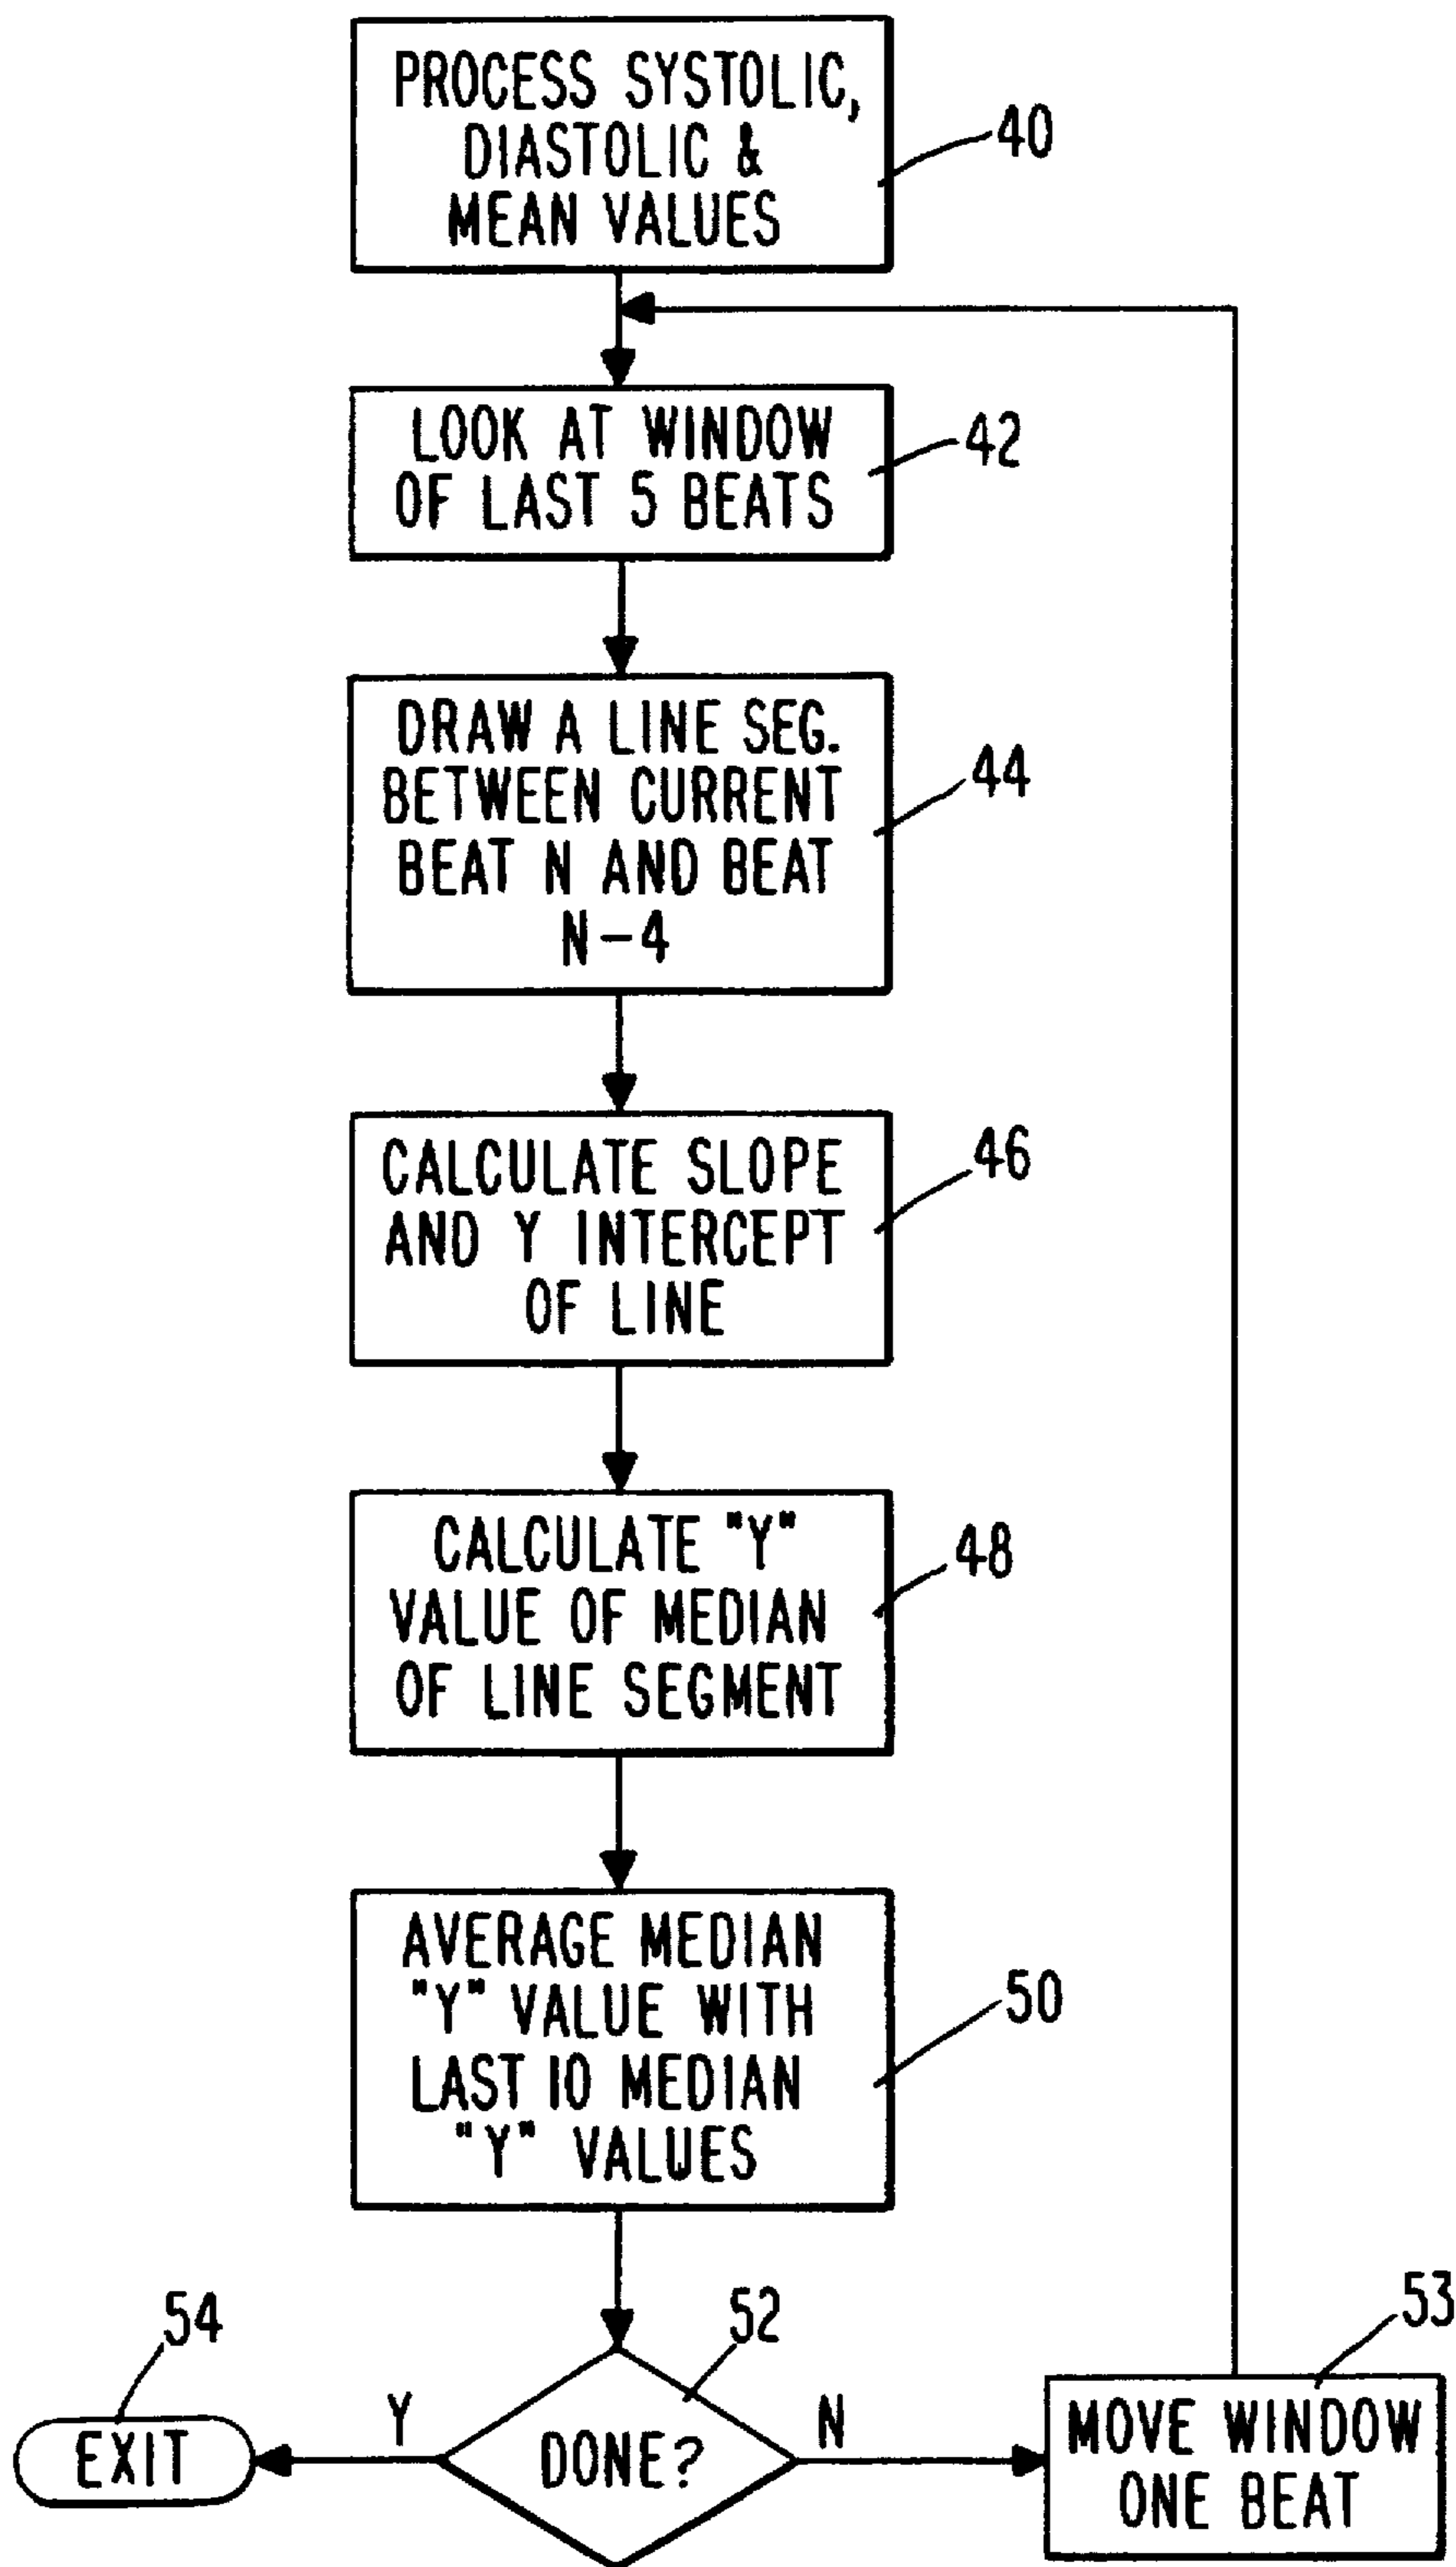 PROCESS SYSTOLIC,
DIASTOLIC &
MEAN VALUES
40
LOOK AT WINDOW
OF LAST 5 BEATS
42
DRAW A LINE SEG.
BETWEEN CURRENT
BEAT N AND BEAT
N-4
44
CALCULATE SLOPE
AND Y INTERCEPT
OF LINE
46
CALCULATE "Y"
VALUE OF MEDIAN
OF LINE SEGMENT
48
AVERAGE MEDIAN
"Y" VALUE WITH
LAST 10 MEDIAN
"Y" VALUES
50
52
DONE?
Y
N
54
EXIT
53
MOVE WINDOW
ONE BEAT